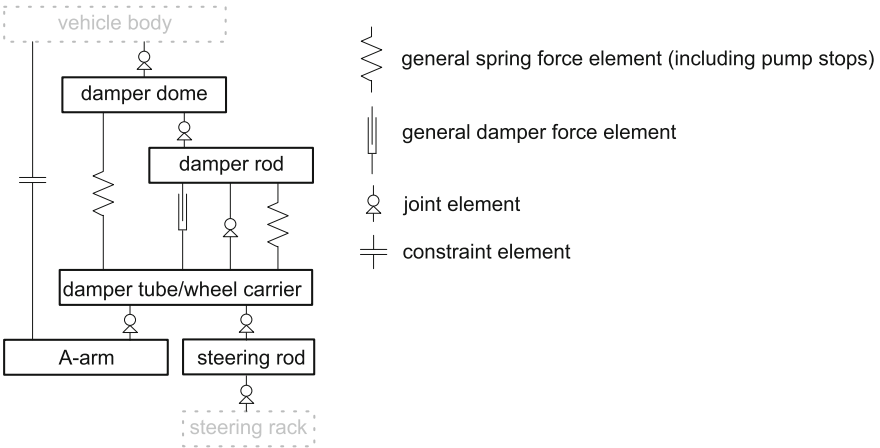 vehicle body
damper dome
damper rod
damper tube/wheel carrier
A-arm
steering rod
steering rack
general spring force element (including pump stops)
general damper force element
joint element
constraint element